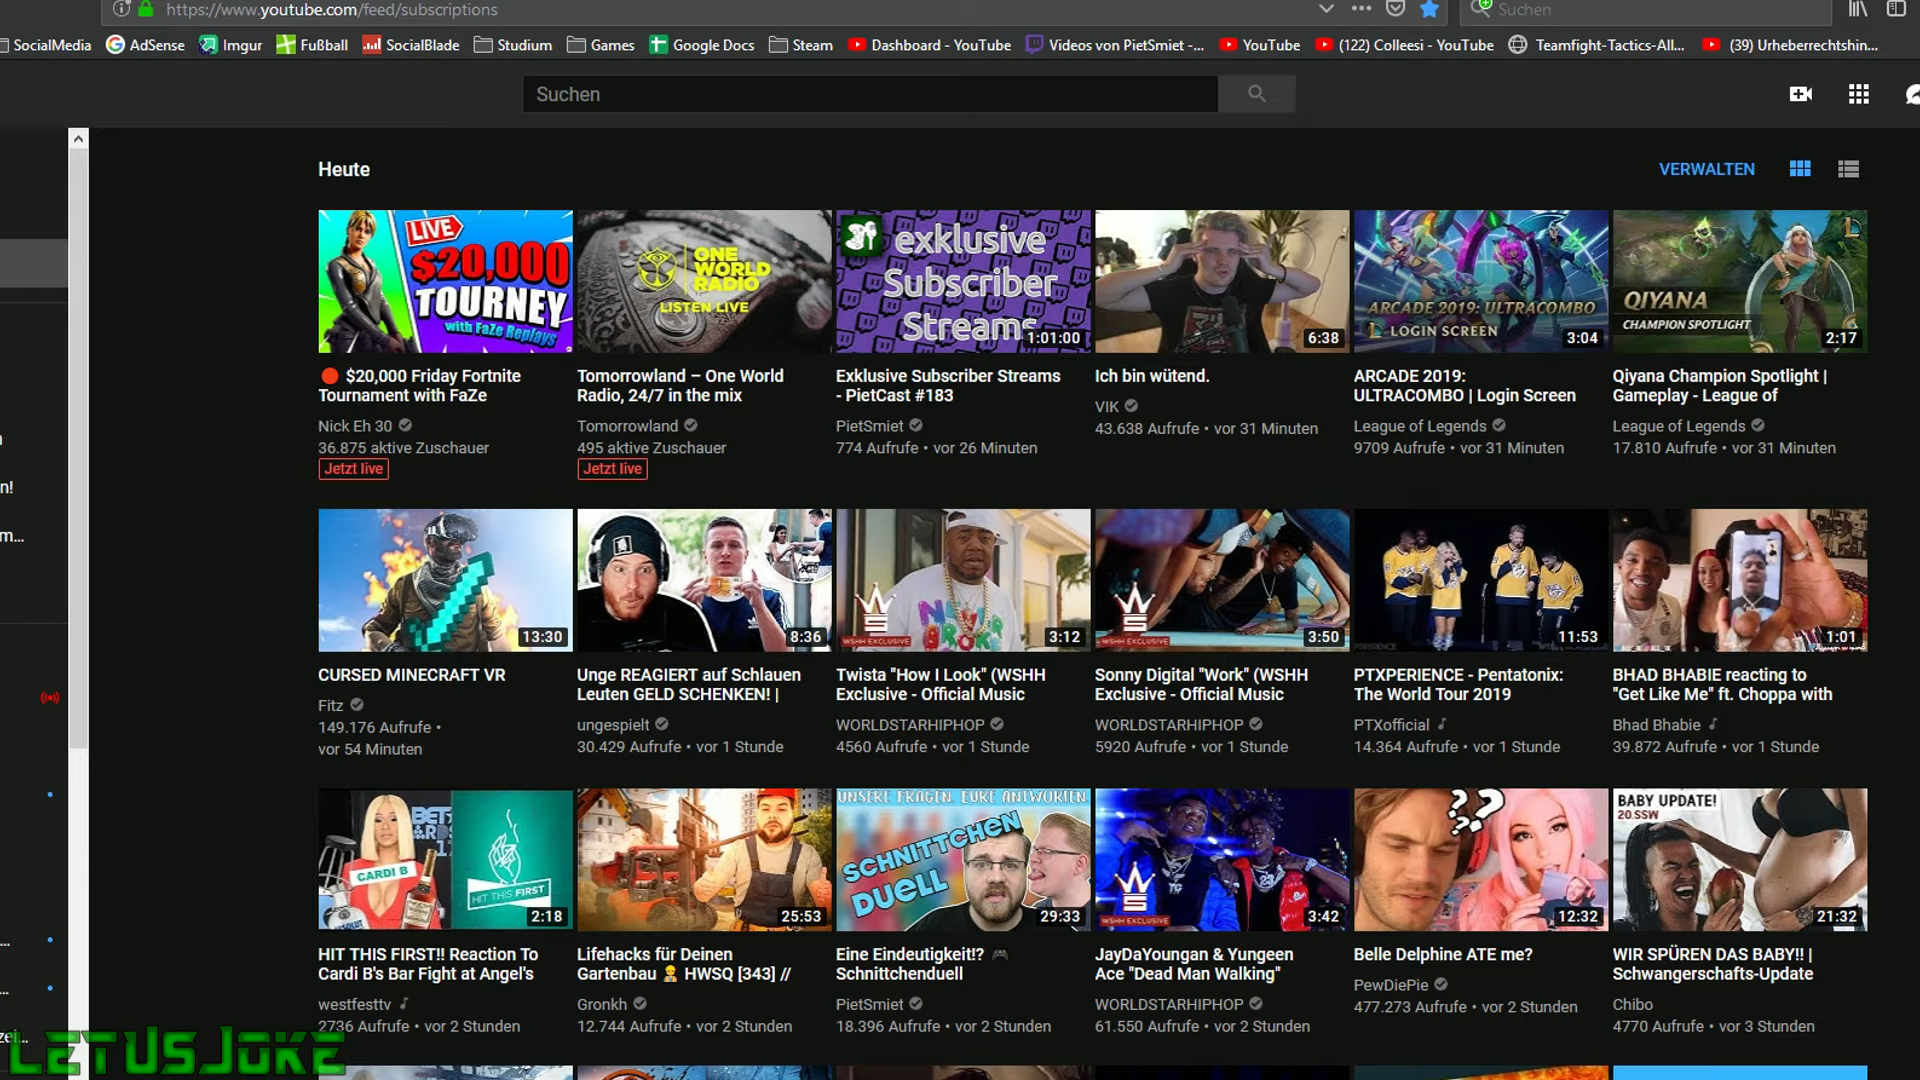 https://www.youtube.com/feed/subscriptions
Suchen
SocialMedia AdSense Imgur Fußball SocialBlade Studium Games Google Docs Steam Dashboard - YouTube Videos von PietSmiet -... YouTube (122) Colleesi - YouTube Teamfight-Tactics-All... (39) Urheberrechtshin...
Suchen
Heute
VERWALTEN
LIVE
$20,000
TOURNEY
with FaZe Replays
🔴 $20,000 Friday Fortnite
Tournament with FaZe
Nick Eh 30
36.875 aktive Zuschauer
Jetzt live
ONE
WORLD
RADIO
LISTEN LIVE
Tomorrowland – One World
Radio, 24/7 in the mix
Tomorrowland
495 aktive Zuschauer
Jetzt live
exklusive
Subscriber
Streams
1:01:00
Exklusive Subscriber Streams
- PietCast #183
PietSmiet
774 Aufrufe • vor 26 Minuten
6:38
Ich bin wütend.
VIK
43.638 Aufrufe • vor 31 Minuten
ARCADE 2019: ULTRACOMBO
LOGIN SCREEN
3:04
ARCADE 2019:
ULTRACOMBO | Login Screen
League of Legends
9709 Aufrufe • vor 31 Minuten
QIYANA
CHAMPION SPOTLIGHT
2:17
Qiyana Champion Spotlight |
Gameplay - League of
League of Legends
17.810 Aufrufe • vor 31 Minuten
n!
m...
13:30
CURSED MINECRAFT VR
Fitz
149.176 Aufrufe •
vor 54 Minuten
8:36
Unge REAGIERT auf Schlauen
Leuten GELD SCHENKEN! |
ungespielt
30.429 Aufrufe • vor 1 Stunde
WSHH EXCLUSIVE
3:12
Twista "How I Look" (WSHH
Exclusive - Official Music
WORLDSTARHIPHOP
4560 Aufrufe • vor 1 Stunde
WSHH EXCLUSIVE
3:50
Sonny Digital "Work" (WSHH
Exclusive - Official Music
WORLDSTARHIPHOP
5920 Aufrufe • vor 1 Stunde
11:53
PTXPERIENCE - Pentatonix:
The World Tour 2019
PTXofficial
14.364 Aufrufe • vor 1 Stunde
1:01
BHAD BHABIE reacting to
"Get Like Me" ft. Choppa with
Bhad Bhabie
39.872 Aufrufe • vor 1 Stunde
CARDI B
HIT THIS FIRST
2:18
HIT THIS FIRST!! Reaction To
Cardi B's Bar Fight at Angel's
westfesttv
2736 Aufrufe • vor 2 Stunden
25:53
Lifehacks für Deinen
Gartenbau 👷 HWSQ [343] //
Gronkh
12.744 Aufrufe • vor 2 Stunden
UNSERE FRAGEN, EURE ANTWORTEN
SCHNITTCHEN
DUELL
29:33
Eine Eindeutigkeit!? 🎮
Schnittchenduell
PietSmiet
18.396 Aufrufe • vor 2 Stunden
WSHH EXCLUSIVE
3:42
JayDaYoungan & Yungeen
Ace "Dead Man Walking"
WORLDSTARHIPHOP
61.550 Aufrufe • vor 2 Stunden
??
12:32
Belle Delphine ATE me?
PewDiePie
477.273 Aufrufe • vor 2 Stunden
BABY UPDATE!
20.SSW
21:32
WIR SPÜREN DAS BABY!! |
Schwangerschafts-Update
Chibo
4770 Aufrufe • vor 3 Stunden
zei...
LETUSJOKE